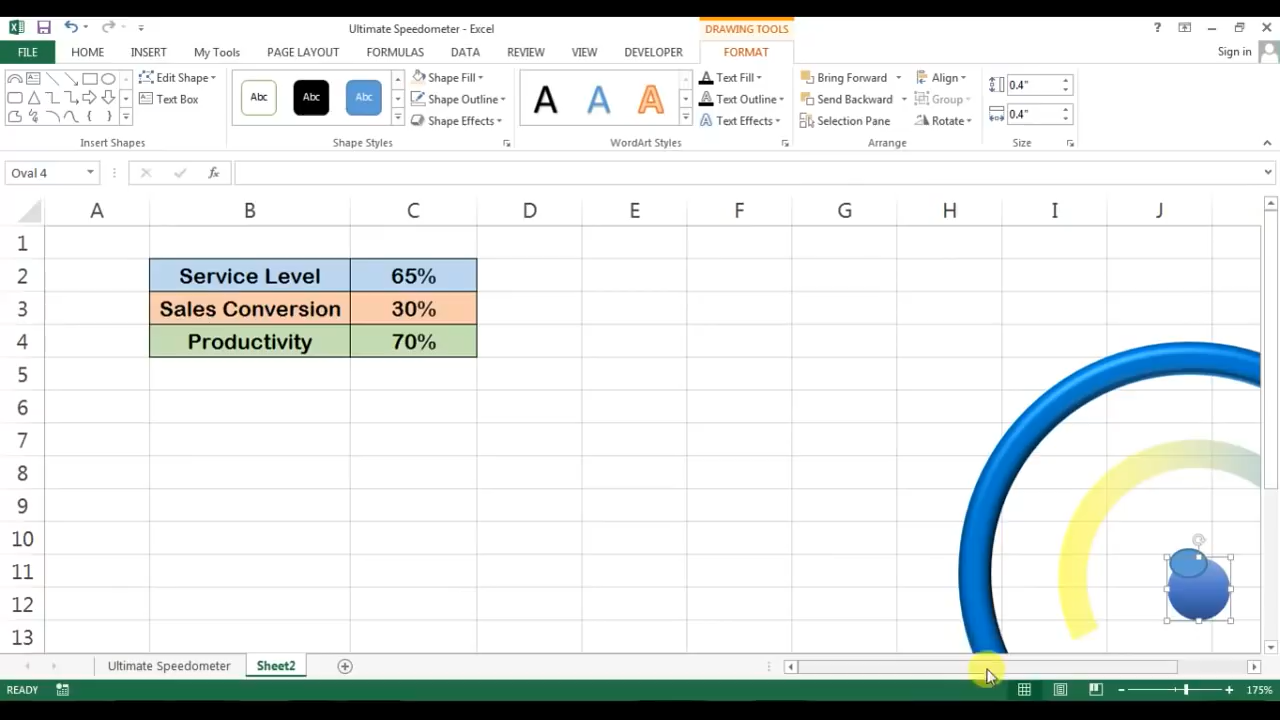 Ultimate Speedometer - Excel
DRAWING TOOLS
?
FILE
HOME
INSERT
My Tools
PAGE LAYOUT
FORMULAS
DATA
REVIEW
VIEW
DEVELOPER
FORMAT
Sign in
Edit Shape
Text Box
Insert Shapes
Abc
Abc
Abc
Shape Fill
Shape Outline
Shape Effects
Shape Styles
A
A
A
Text Fill
Text Outline
Text Effects
WordArt Styles
Bring Forward
Send Backward
Selection Pane
Align
Group
Rotate
Arrange
0.4"
0.4"
Size
Oval 4
fx
A B C D E F G H I J
1
2 Service Level 65%
3 Sales Conversion 30%
4 Productivity 70%
5
6
7
8
9
10
11
12
13
Ultimate Speedometer
Sheet2
READY
175%